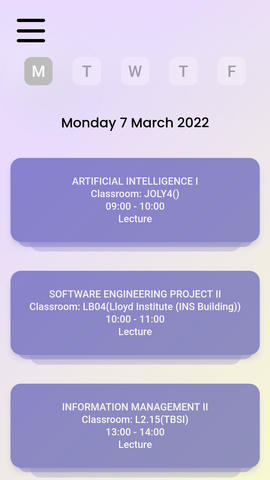 M T W T F
Monday 7 March 2022
ARTIFICIAL INTELLIGENCE I
Classroom: JOLY4()
09:00 - 10:00
Lecture
SOFTWARE ENGINEERING PROJECT II
Classroom: LB04(Lloyd Institute (INS Building))
10:00 - 11:00
Lecture
INFORMATION MANAGEMENT II
Classroom: L2.15(TBSI)
13:00 - 14:00
Lecture